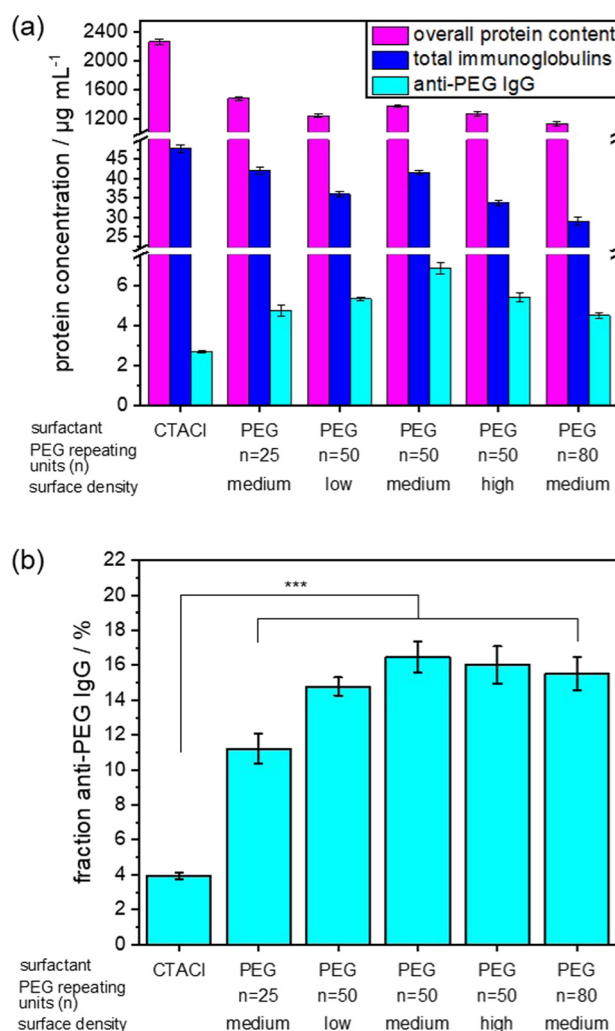 (a)
overall protein content
total immunoglobulins
anti-PEG IgG
protein concentration / µg mL⁻¹
2400
2000
1600
1200
45
40
35
30
25
6
4
2
0
surfactant CTACl PEG PEG PEG PEG PEG
PEG repeating units (n) n=25 n=50 n=50 n=50 n=80
surface density medium low medium high medium
(b)
fraction anti-PEG IgG / %
22
20
18
16
14
12
10
8
6
4
2
0
***
surfactant CTACl PEG PEG PEG PEG PEG
PEG repeating units (n) n=25 n=50 n=50 n=50 n=80
surface density medium low medium high medium